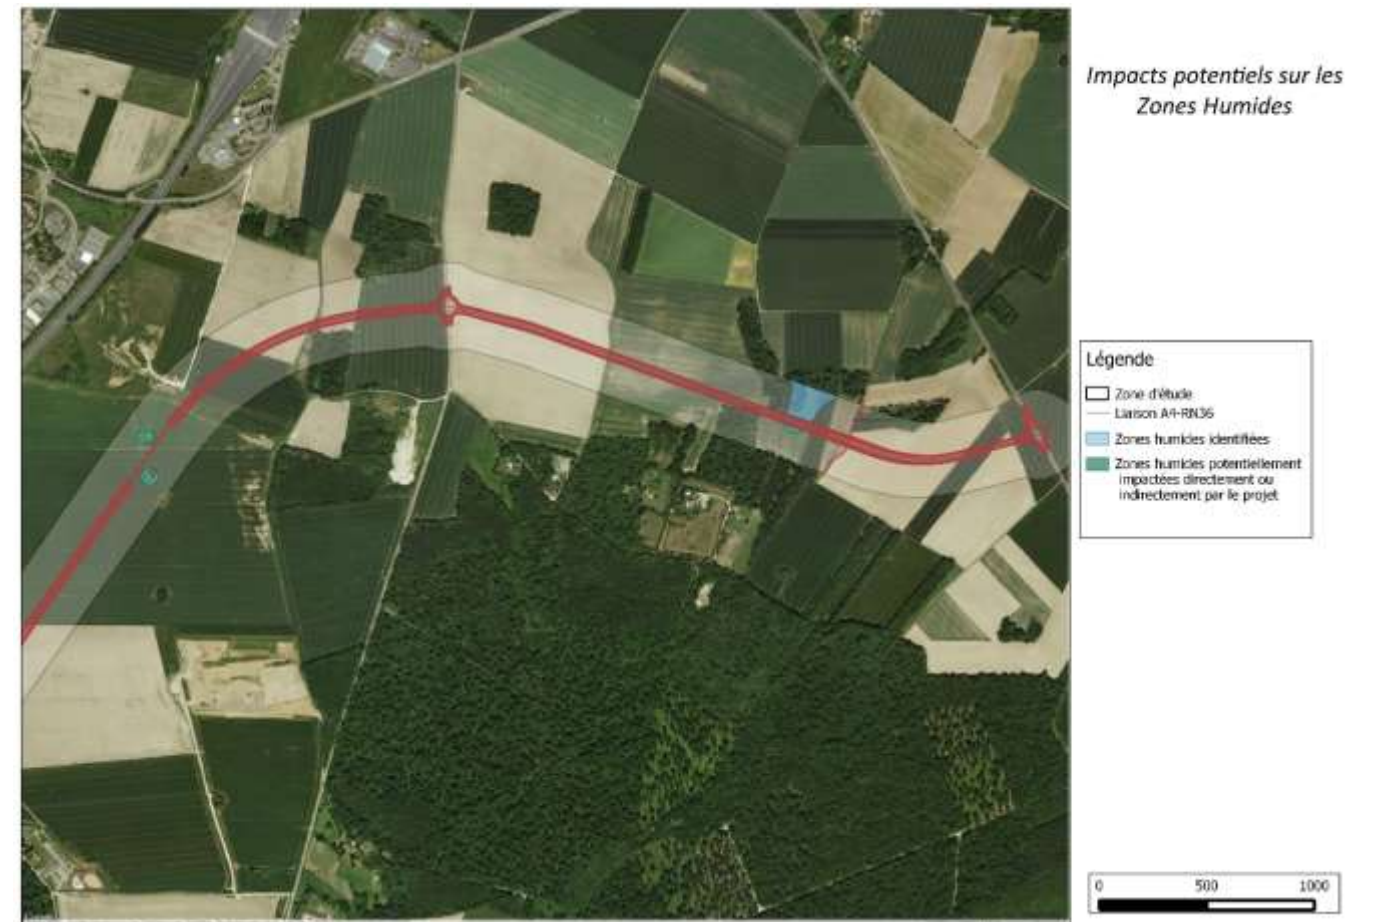 Impacts potentiels sur les
Zones Humides
Légende
Zone d'étude
Liaison A4-RN36
Zones humides identifiées
Zones humides potentiellement
impactées directement ou
indirectement par le projet
0 500 1000